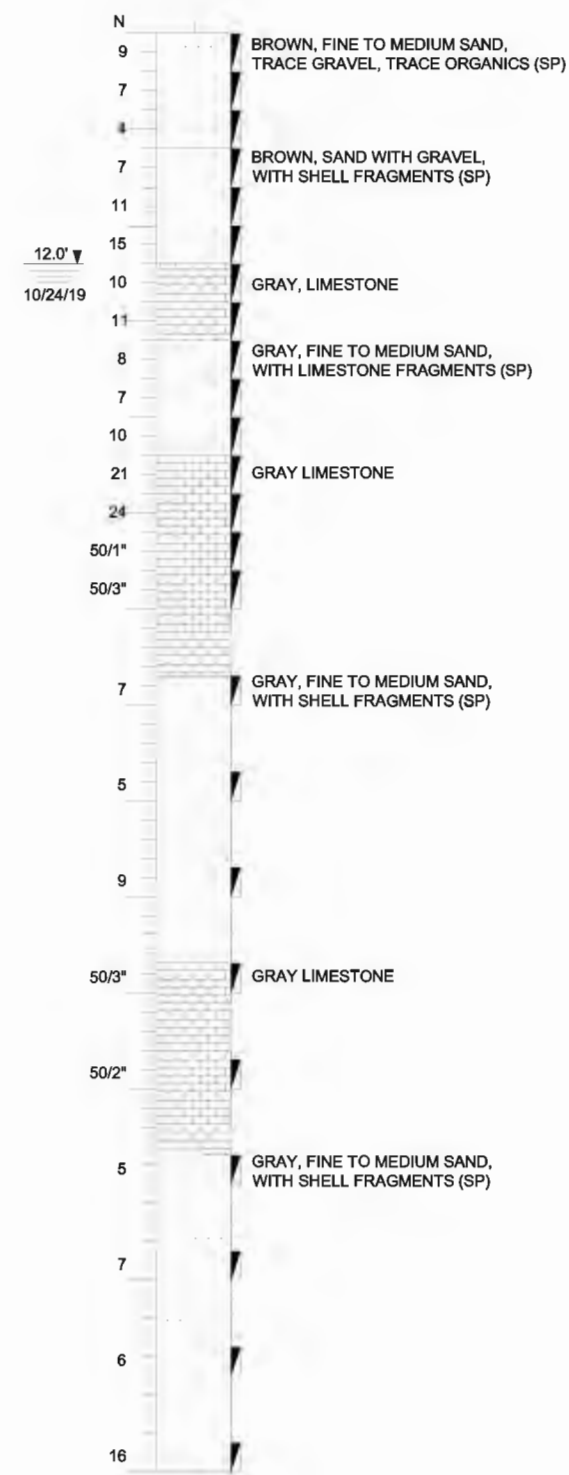 N
9
BROWN, FINE TO MEDIUM SAND,
TRACE GRAVEL, TRACE ORGANICS (SP)
7
4
7
BROWN, SAND WITH GRAVEL,
WITH SHELL FRAGMENTS (SP)
11
15
12.0'
10/24/19
10
GRAY, LIMESTONE
11
8
GRAY, FINE TO MEDIUM SAND,
WITH LIMESTONE FRAGMENTS (SP)
7
10
21
GRAY LIMESTONE
24
50/1"
50/3"
7
GRAY, FINE TO MEDIUM SAND,
WITH SHELL FRAGMENTS (SP)
5
9
50/3"
GRAY LIMESTONE
50/2"
5
GRAY, FINE TO MEDIUM SAND,
WITH SHELL FRAGMENTS (SP)
7
6
16